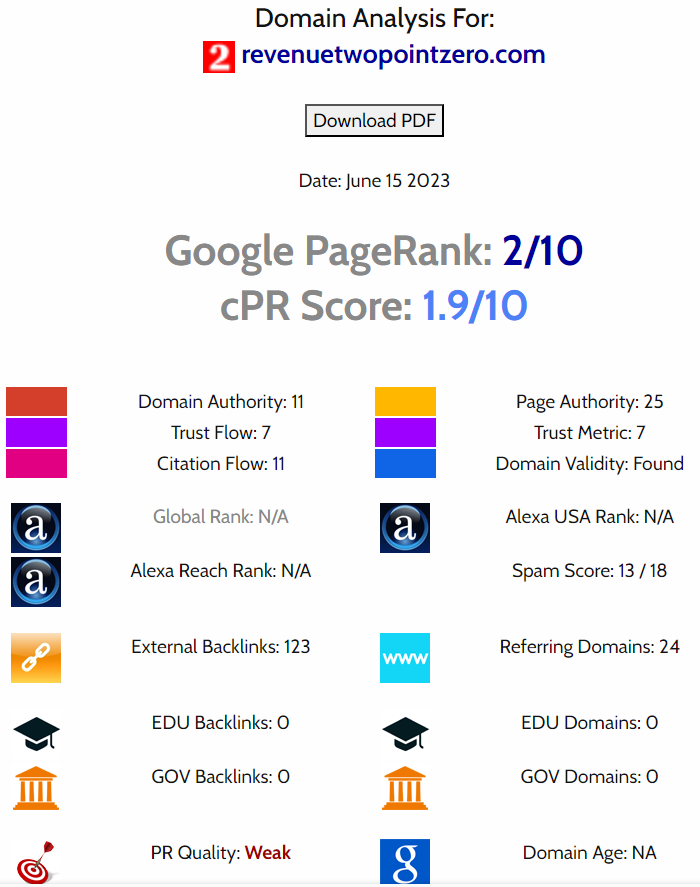 Domain Analysis For:
2 revenuetwopointzero.com
Download PDF
Date: June 15 2023
Google PageRank: 2/10
cPR Score: 1.9/10
Domain Authority: 11
Page Authority: 25
Trust Flow: 7
Trust Metric: 7
Citation Flow: 11
Domain Validity: Found
a
Global Rank: N/A
a
Alexa USA Rank: N/A
a
Alexa Reach Rank: N/A
Spam Score: 13 / 18
External Backlinks: 123
www
Referring Domains: 24
EDU Backlinks: 0
EDU Domains: 0
GOV Backlinks: 0
GOV Domains: 0
PR Quality: Weak
g
Domain Age: NA